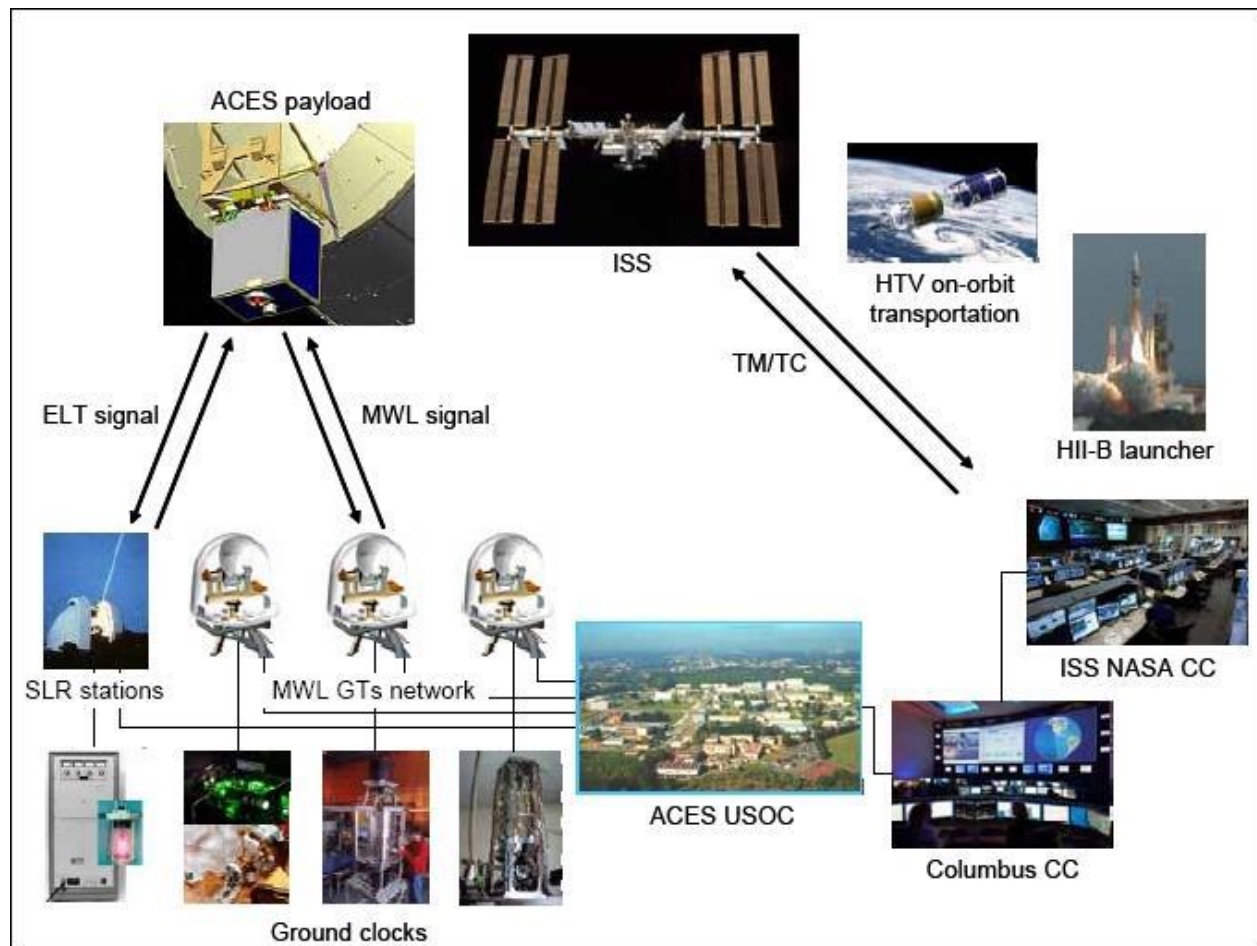 ACES payload
ISS
HTV on-orbit
transportation
TM/TC
ELT signal
MWL signal
HII-B launcher
SLR stations
MWL GTs network
ISS NASA CC
ACES USOC
Columbus CC
Ground clocks